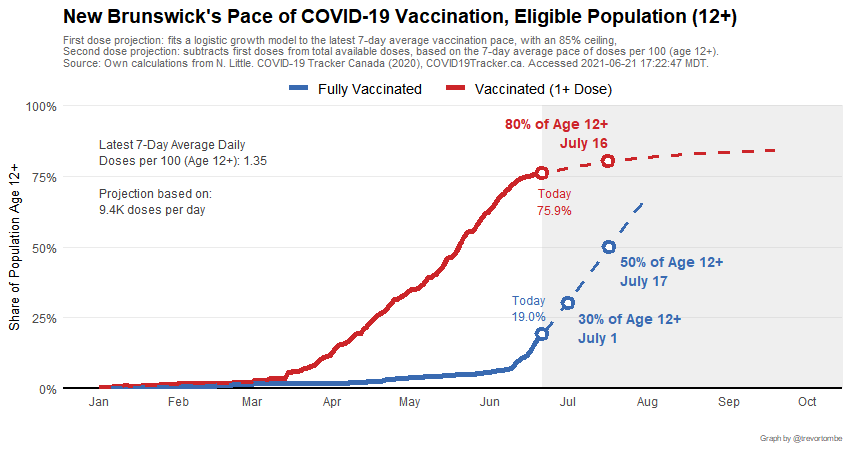 New Brunswick's Pace of COVID-19 Vaccination, Eligible Population (12+)
First dose projection: fits a logistic growth model to the latest 7-day average vaccination pace, with an 85% ceiling,
Second dose projection: subtracts first doses from total available doses, based on the 7-day average pace of doses per 100 (age 12+).
Source: Own calculations from N. Little. COVID-19 Tracker Canada (2020), COVID19Tracker.ca. Accessed 2021-06-21 17:22:47 MDT.
Fully Vaccinated
Vaccinated (1+ Dose)
Share of Population Age 12+
100%
75%
50%
25%
0%
Latest 7-Day Average Daily
Doses per 100 (Age 12+): 1.35
Projection based on:
9.4K doses per day
80% of Age 12+
July 16
Today
75.9%
50% of Age 12+
July 17
Today
19.0%
30% of Age 12+
July 1
Jan
Feb
Mar
Apr
May
Jun
Jul
Aug
Sep
Oct
Graph by @trevortombe